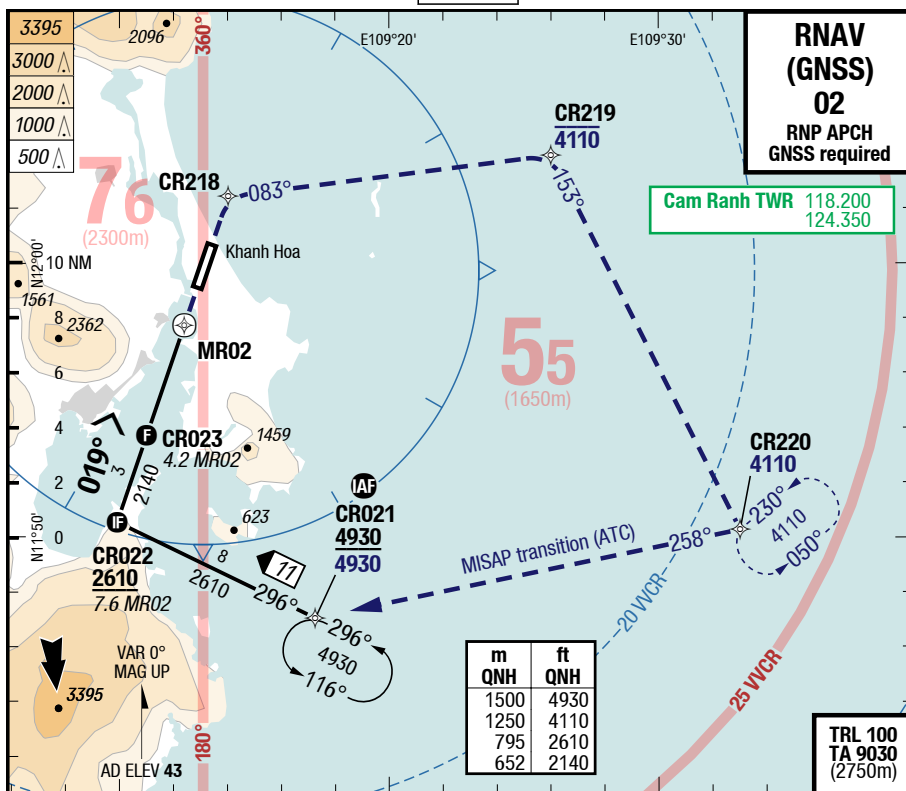 3395
3000
2000
1000
500
2096
360°
E109°20'
E109°30'
RNAV
(GNSS)
02
RNP APCH
GNSS required
CR219
4110
76
(2300m)
CR218
083°
153°
Cam Ranh TWR 118.200
124.350
Khanh Hoa
N12°00'
10 NM
1561
8
2362
MR02
6
55
(1650m)
4
019°
3
2140
CR023
4.2 MR02
1459
CR220
4110
F
2
IAF
CR021
4930
4930
230°
4110
050°
N11°50'
0
IF
623
MISAP transition (ATC)
258°
CR022
2610
7.6 MR02
8
2610
11
296°
296°
4930
116°
20 VVCR
25 VVCR
VAR 0°
MAG UP
3395
180°
AD ELEV 43
m ft
QNH QNH
1500 4930
1250 4110
795 2610
652 2140
TRL 100
TA 9030
(2750m)